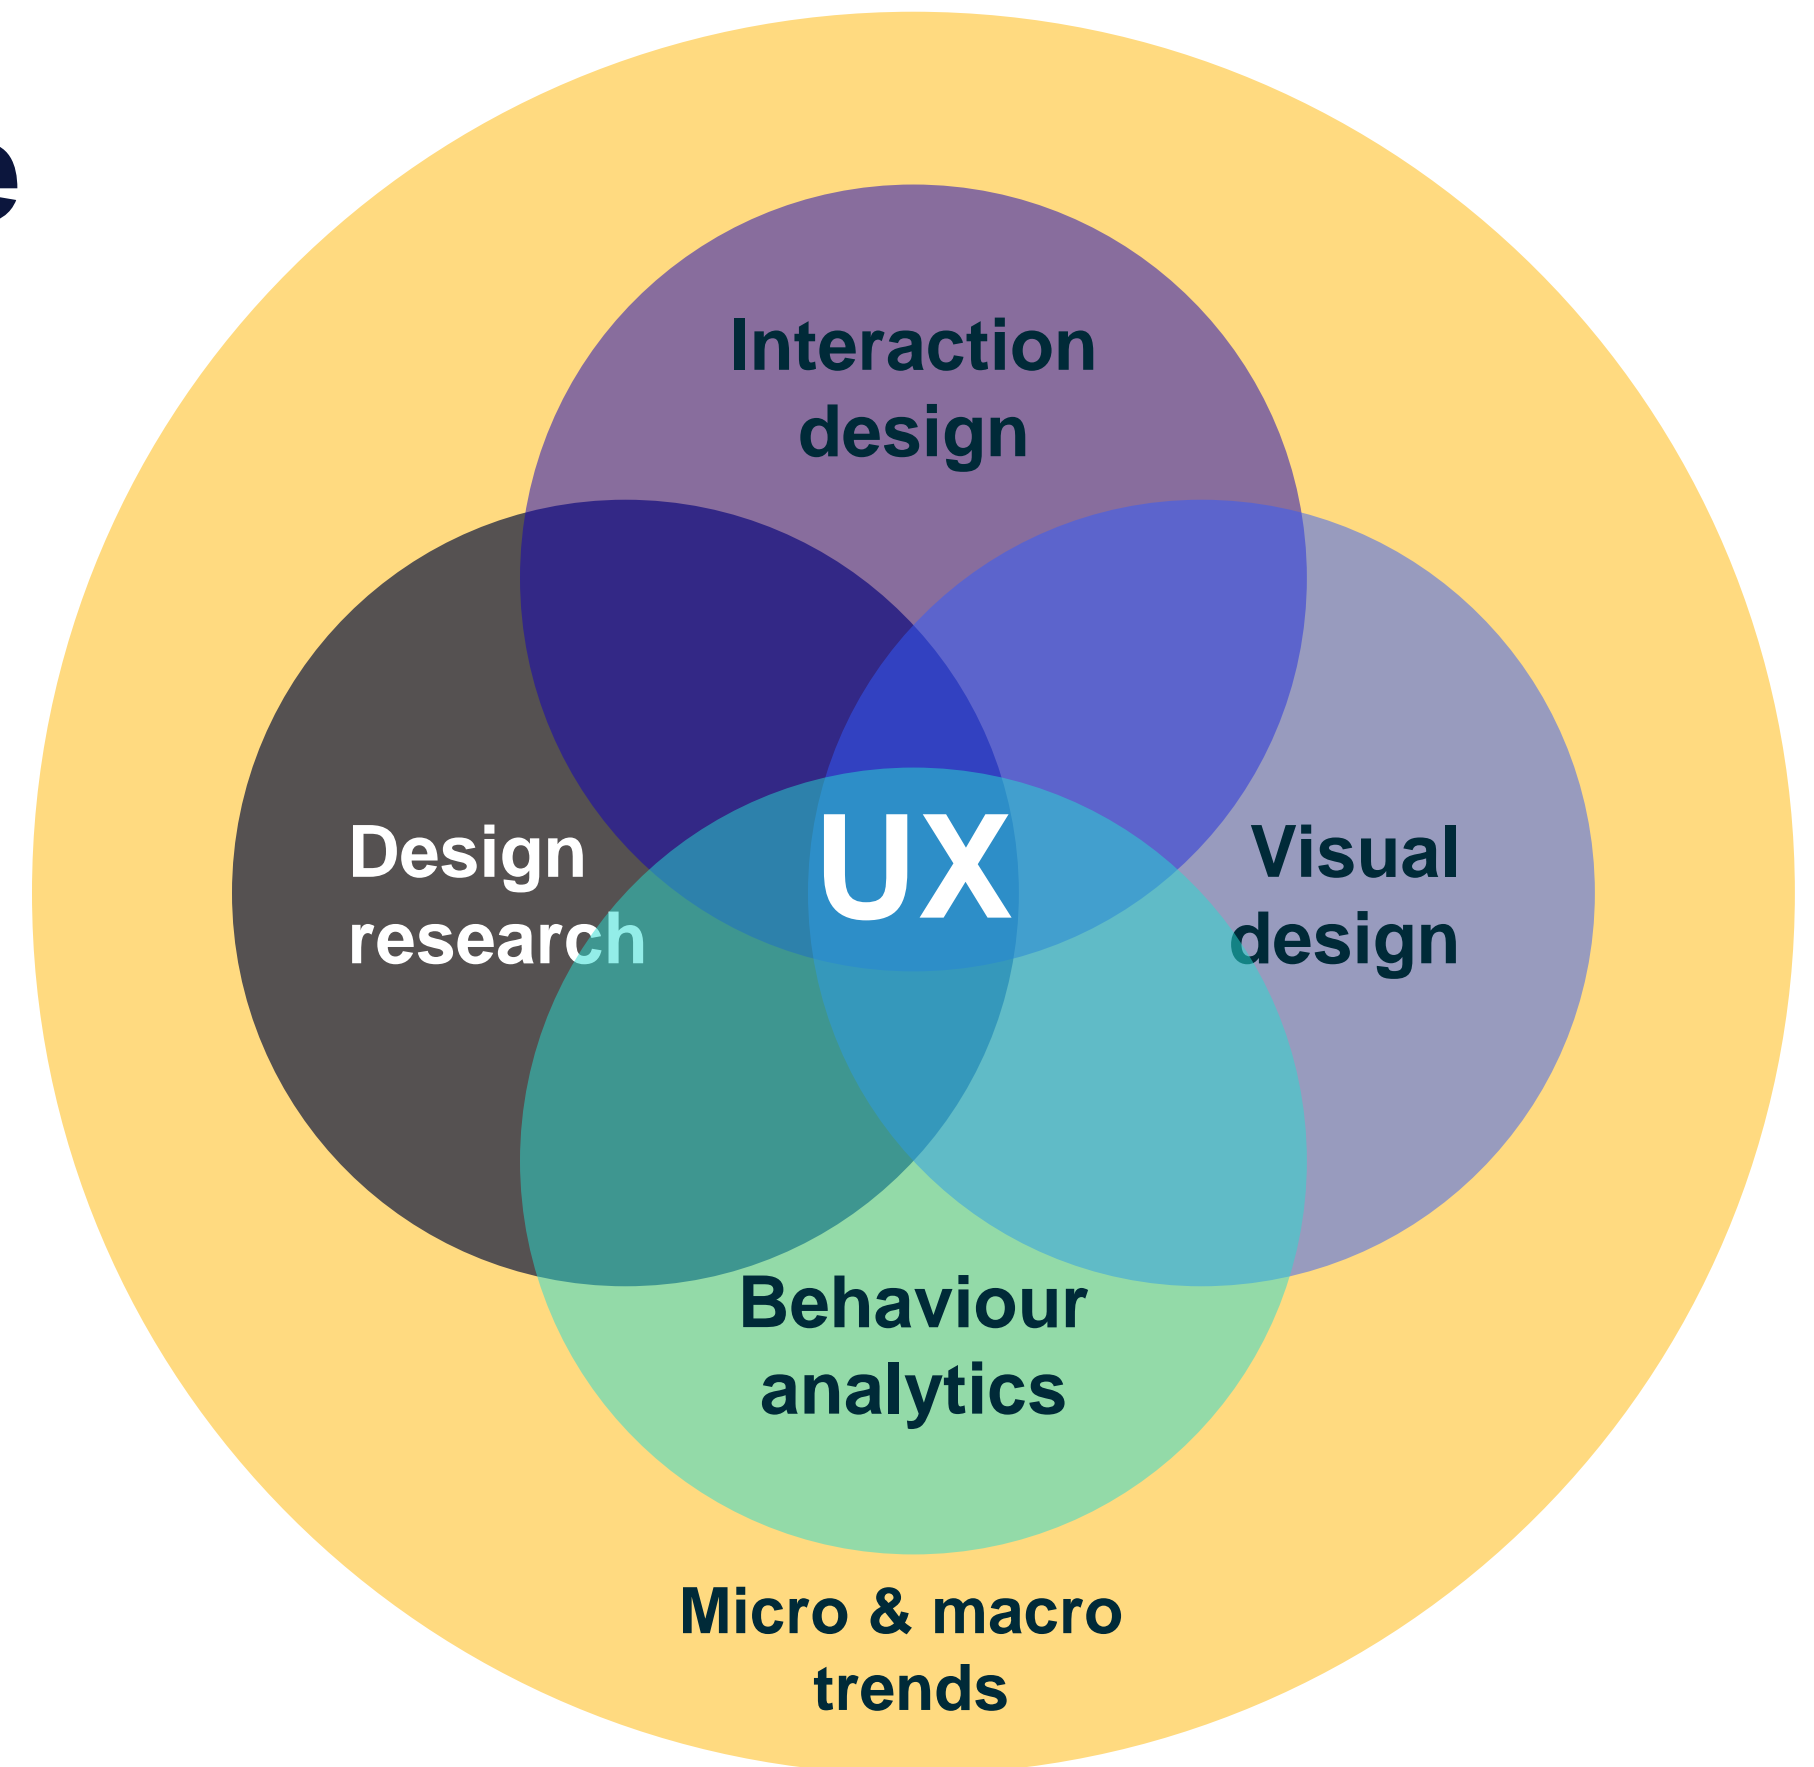 e
Interaction
design
Design
research
UX
Visual
design
Behaviour
analytics
Micro & macro
trends